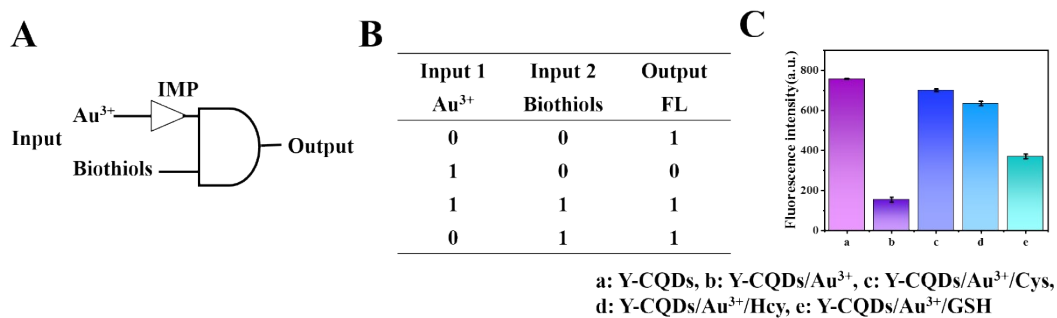 A
IMP
Au³⁺
Input
Output
Biothiols
B
Input 1 Input 2 Output
Au³⁺ Biothiols FL
0 0 1
1 0 0
1 1 1
0 1 1
C
Fluorescence intensity(a.u.)
800
600
400
200
0
a b c d e
a: Y-CQDs, b: Y-CQDs/Au³⁺, c: Y-CQDs/Au³⁺/Cys,
d: Y-CQDs/Au³⁺/Hcy, e: Y-CQDs/Au³⁺/GSH